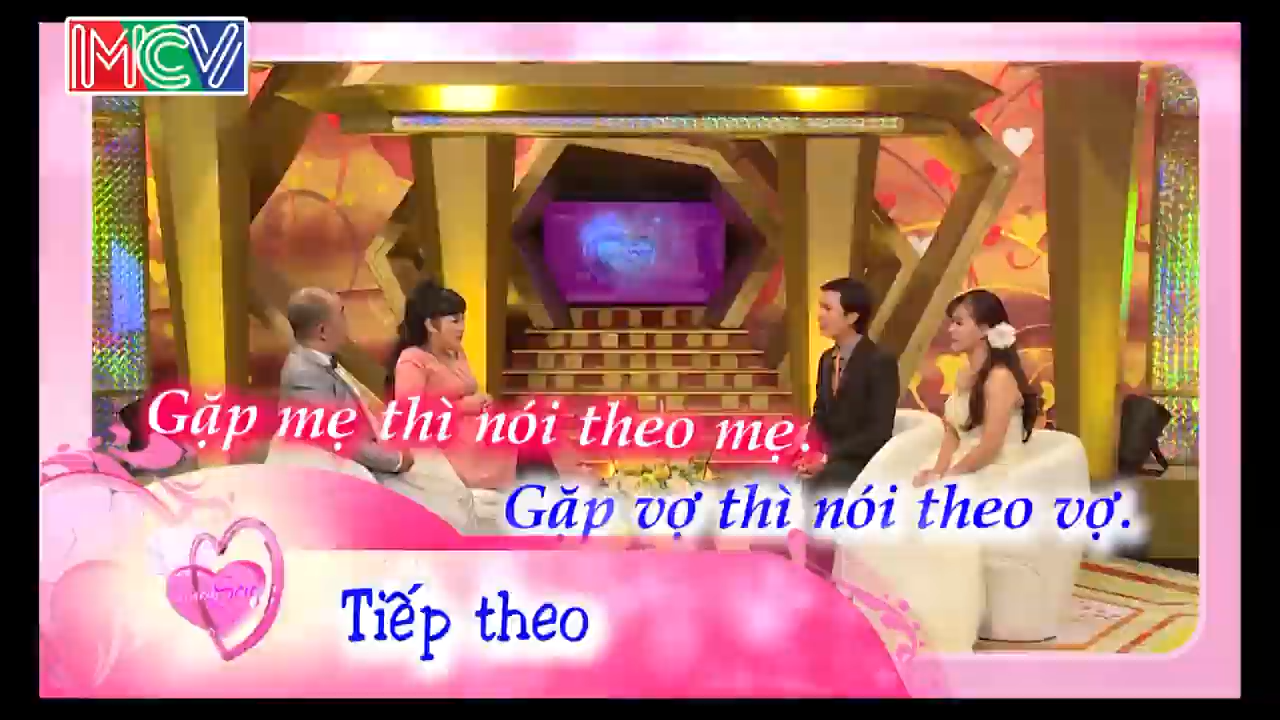 MCV
Gặp mẹ thì nói theo mẹ.
Gặp vợ thì nói theo vợ.
Tiếp theo